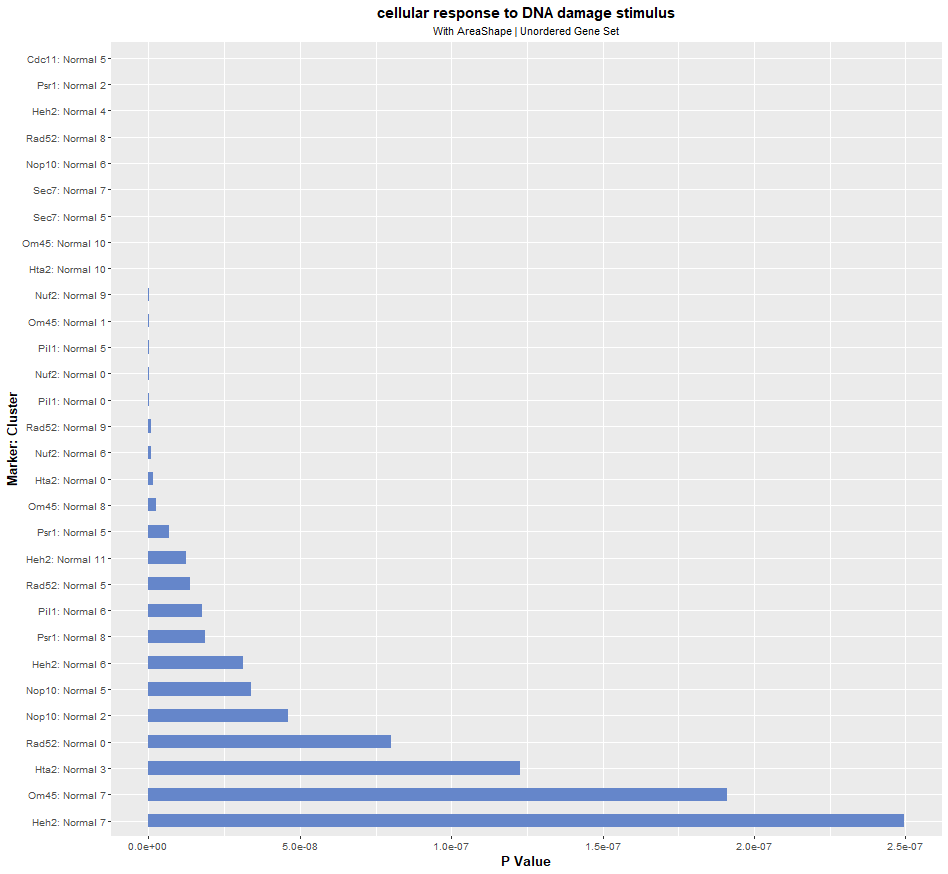 cellular response to DNA damage stimulus
With AreaShape | Unordered Gene Set
Cdc11: Normal 5
Psr1: Normal 2
Heh2: Normal 4
Rad52: Normal 8
Nop10: Normal 6
Sec7: Normal 7
Sec7: Normal 5
Om45: Normal 10
Hta2: Normal 10
Nuf2: Normal 9
Om45: Normal 1
Pil1: Normal 5
Nuf2: Normal 0
Pil1: Normal 0
Rad52: Normal 9
Nuf2: Normal 6
Hta2: Normal 0
Om45: Normal 8
Psr1: Normal 5
Heh2: Normal 11
Rad52: Normal 5
Pil1: Normal 6
Psr1: Normal 8
Heh2: Normal 6
Nop10: Normal 5
Nop10: Normal 2
Rad52: Normal 0
Hta2: Normal 3
Om45: Normal 7
Heh2: Normal 7
Marker: Cluster
0.0e+00 5.0e-08 1.0e-07 1.5e-07 2.0e-07 2.5e-07
P Value